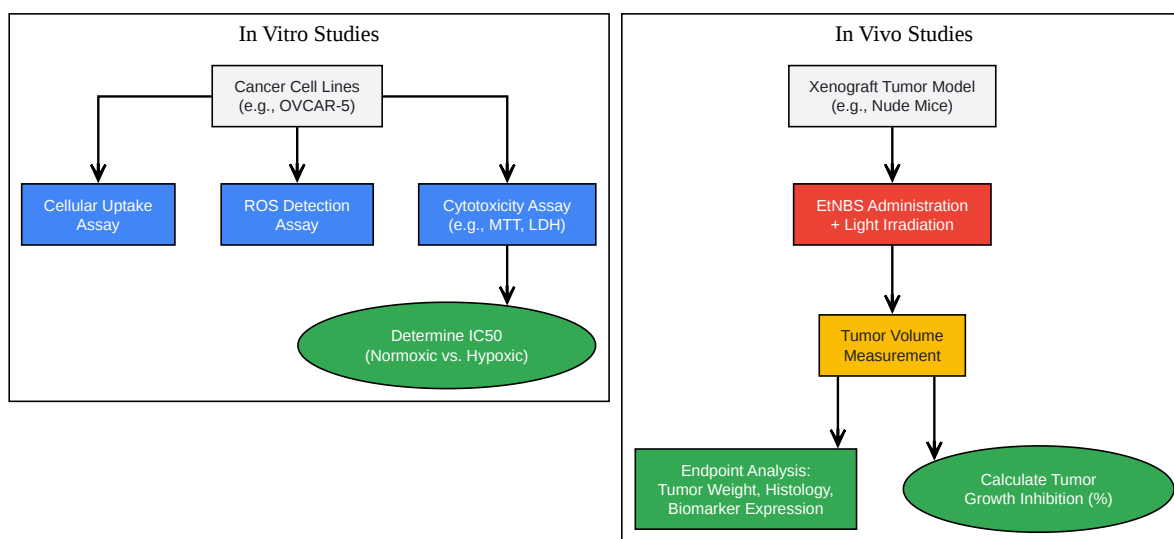 In Vitro Studies
Cancer Cell Lines
(e.g., OVCAR-5)
Cellular Uptake
Assay
ROS Detection
Assay
Cytotoxicity Assay
(e.g., MTT, LDH)
Determine IC50
(Normoxic vs. Hypoxic)
In Vivo Studies
Xenograft Tumor Model
(e.g., Nude Mice)
EtNBS Administration
+ Light Irradiation
Tumor Volume
Measurement
Endpoint Analysis:
Tumor Weight, Histology,
Biomarker Expression
Calculate Tumor
Growth Inhibition (%)